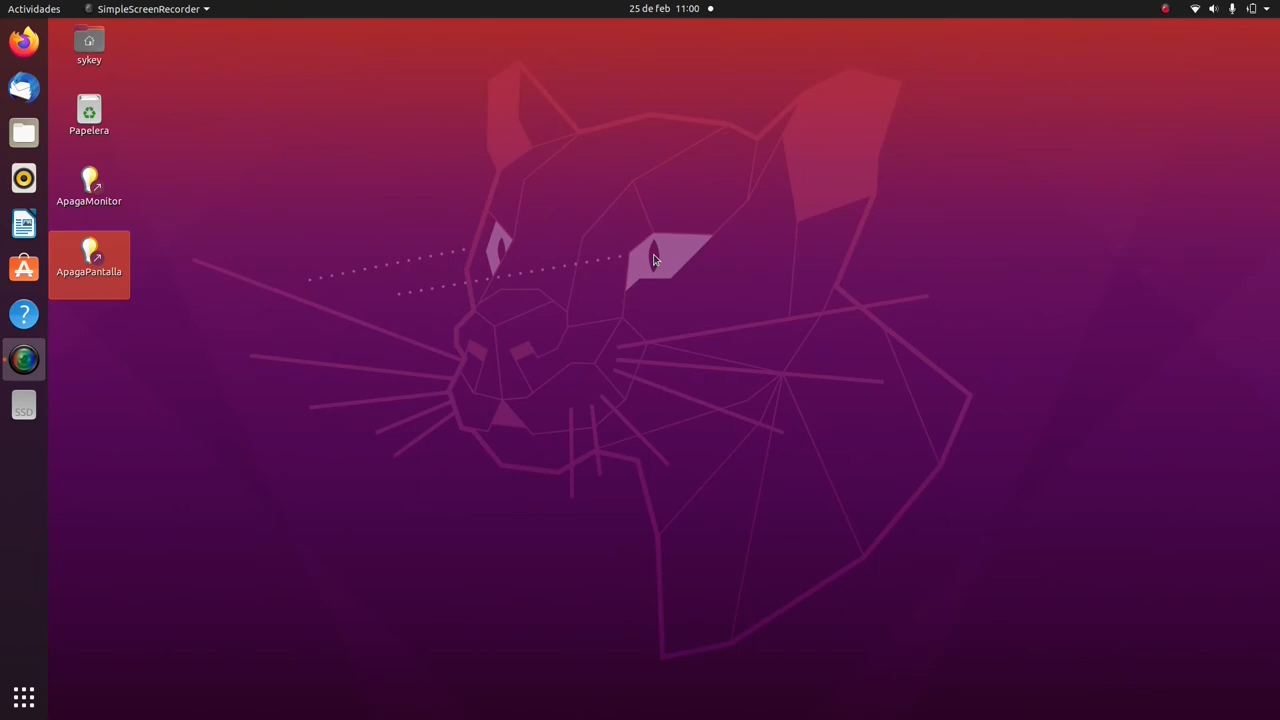 Actividades
SimpleScreenRecorder
25 de feb 11:00
sykey
Papelera
ApagaMonitor
ApagaPantalla
SSD